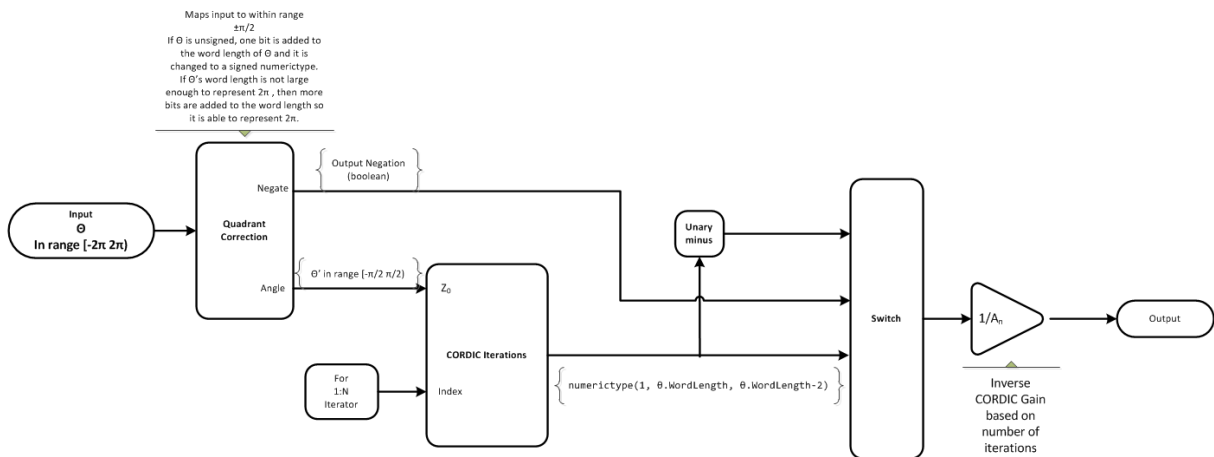 Maps input to within range
±π/2
If Θ is unsigned, one bit is added to
the word length of Θ and it is
changed to a signed numerictype.
If Θ's word length is not large
enough to represent 2π , then more
bits are added to the word length so
it is able to represent 2π.
Output Negation
(boolean)
Negate
Input
Θ
In range [-2π 2π)
Quadrant
Correction
Unary
minus
Θ' in range [-π/2 π/2)
Angle
Z0
CORDIC Iterations
Switch
1/An
Output
For
1:N
Iterator
Index
numerictype(1, θ.WordLength, θ.WordLength-2)
Inverse
CORDIC Gain
based on
number of
iterations